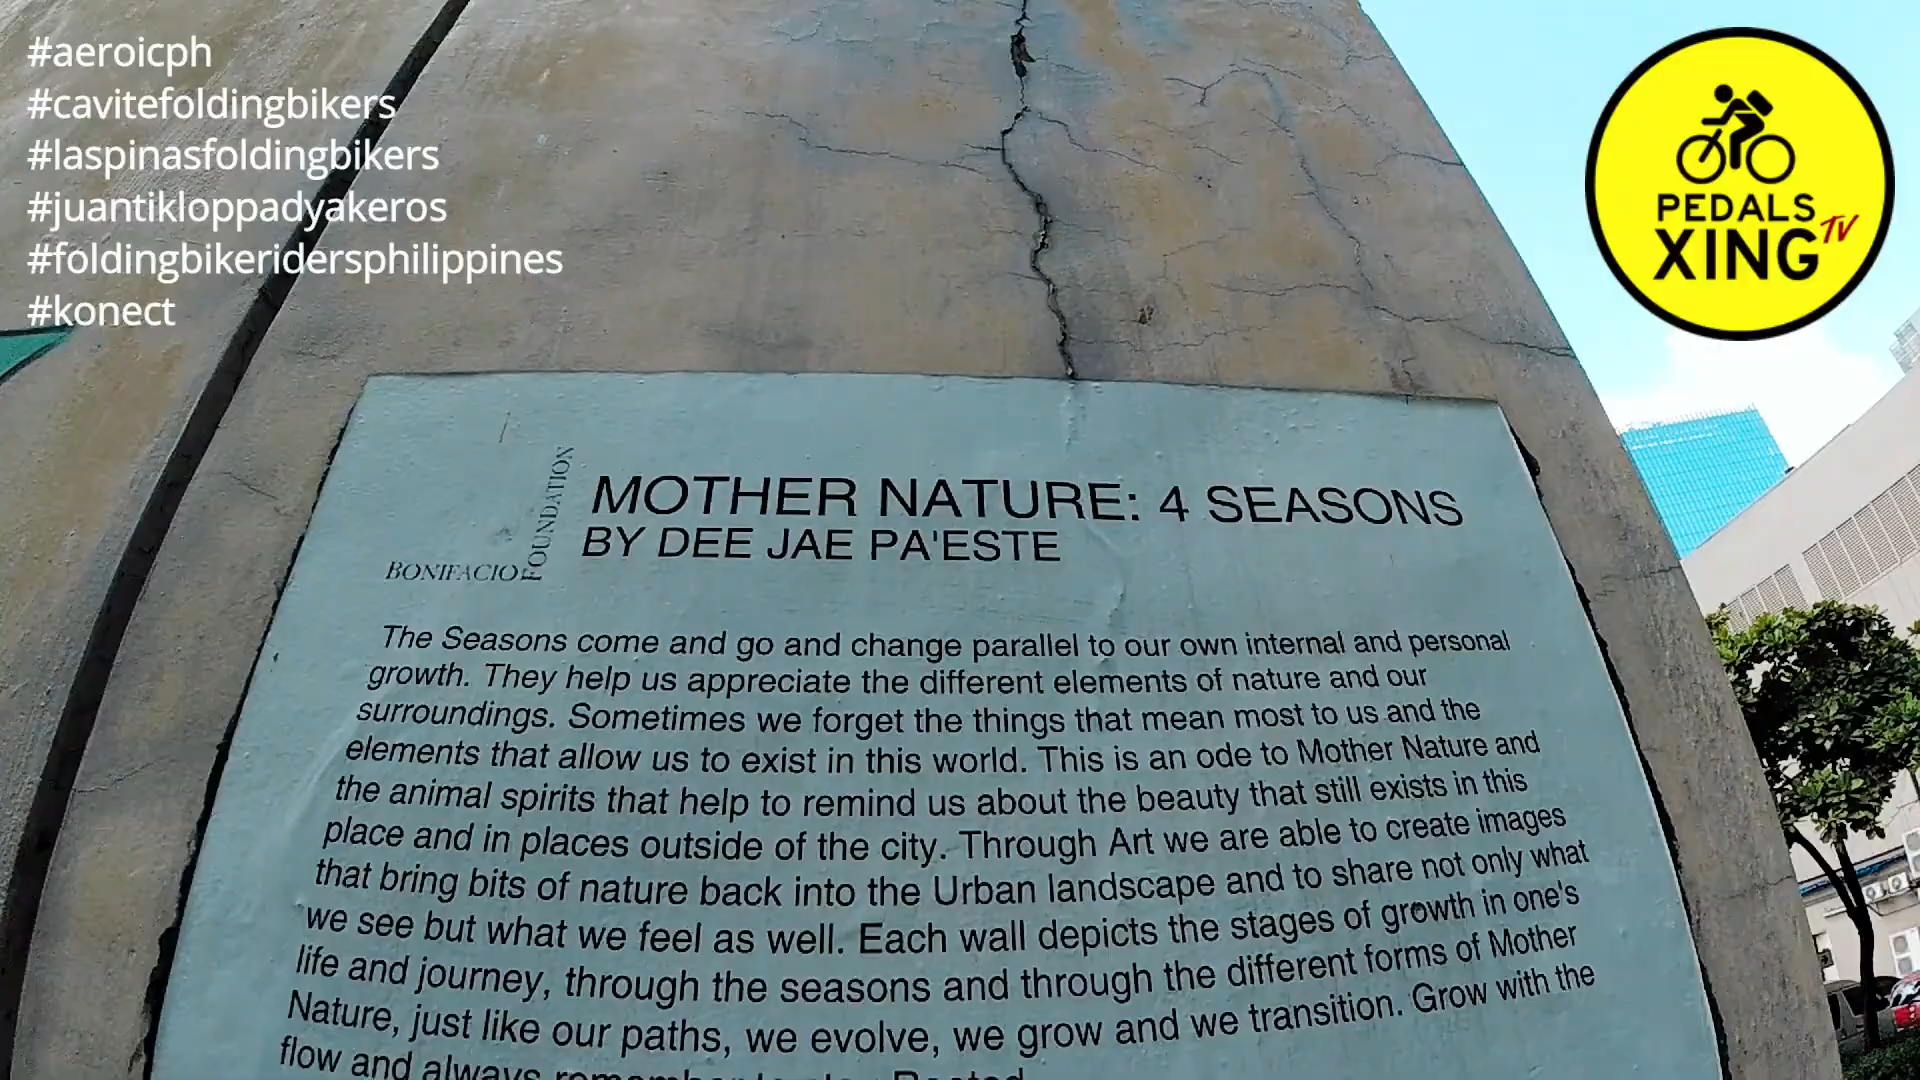 #aeroicph
#cavitefoldingbikers
#laspinasfoldingbikers
#juantikloppadyakeros
#foldingbikeridersphilippines
#konect
PEDALS
XING TV
BONIFACIO FOUNDATION
MOTHER NATURE: 4 SEASONS
BY DEE JAE PA'ESTE
The Seasons come and go and change parallel to our own internal and personal
growth. They help us appreciate the different elements of nature and our
surroundings. Sometimes we forget the things that mean most to us and the
elements that allow us to exist in this world. This is an ode to Mother Nature and
the animal spirits that help to remind us about the beauty that still exists in this
place and in places outside of the city. Through Art we are able to create images
that bring bits of nature back into the Urban landscape and to share not only what
we see but what we feel as well. Each wall depicts the stages of growth in one's
life and journey, through the seasons and through the different forms of Mother
Nature, just like our paths, we evolve, we grow and we transition. Grow with the
flow and always remember to stay Rooted